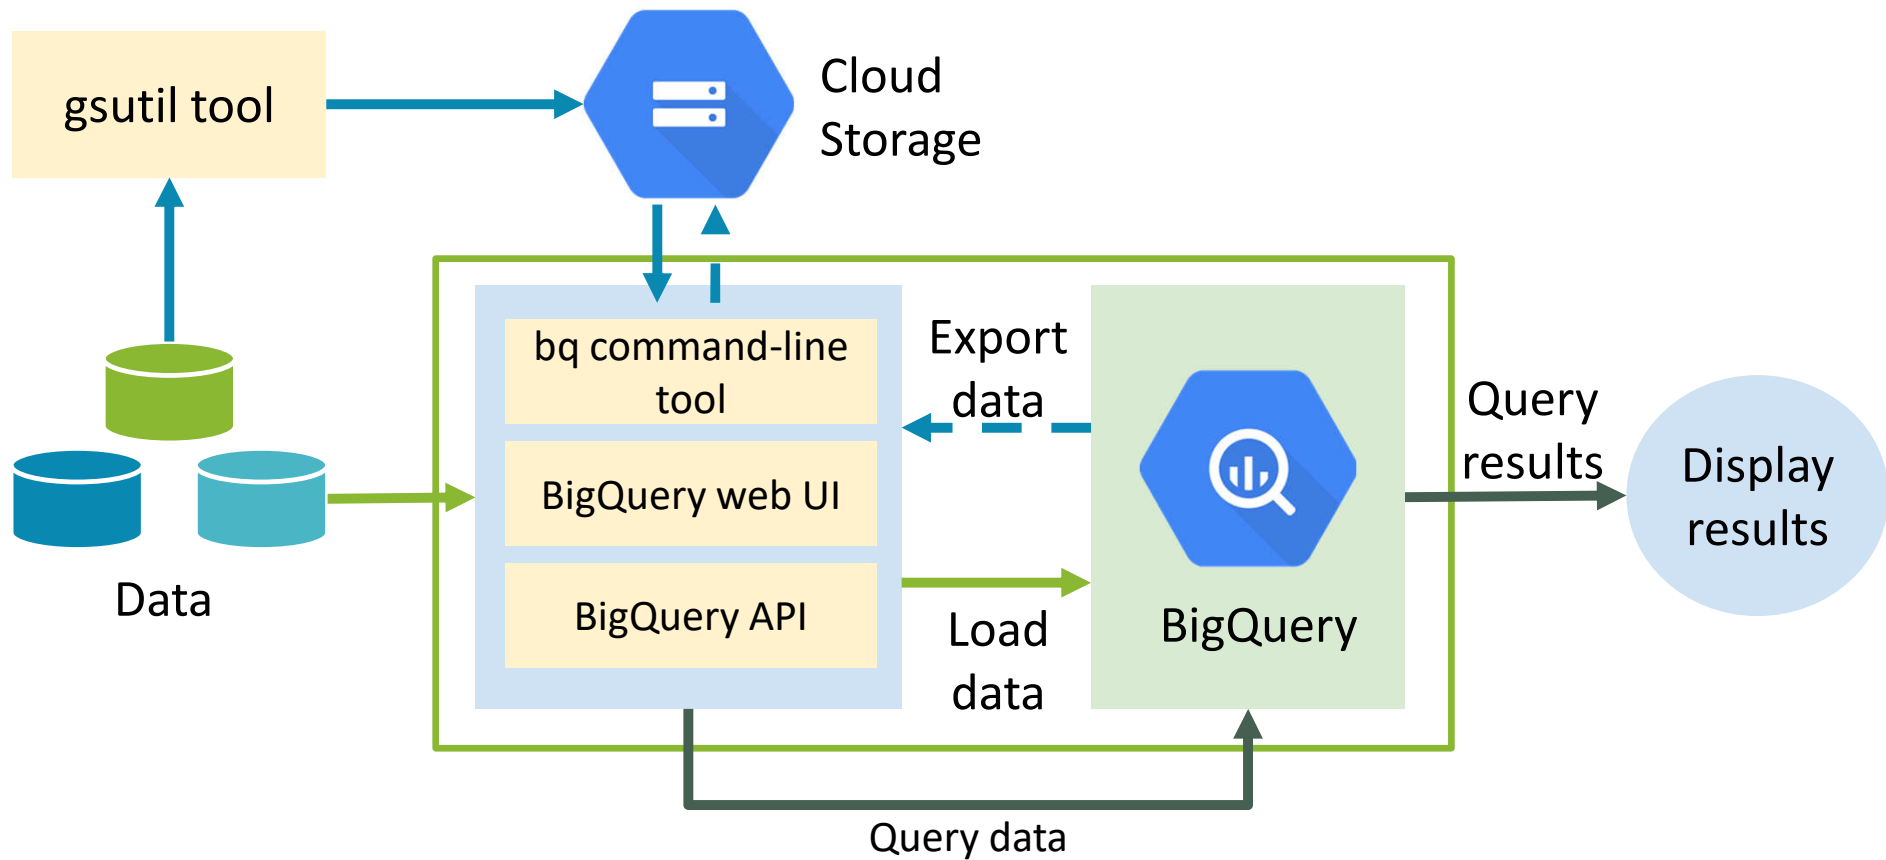 gsutil tool
Cloud
Storage
bq command-line
tool
BigQuery web UI
BigQuery API
Data
Export
data
Load
data
BigQuery
Query
results
Display
results
Query data